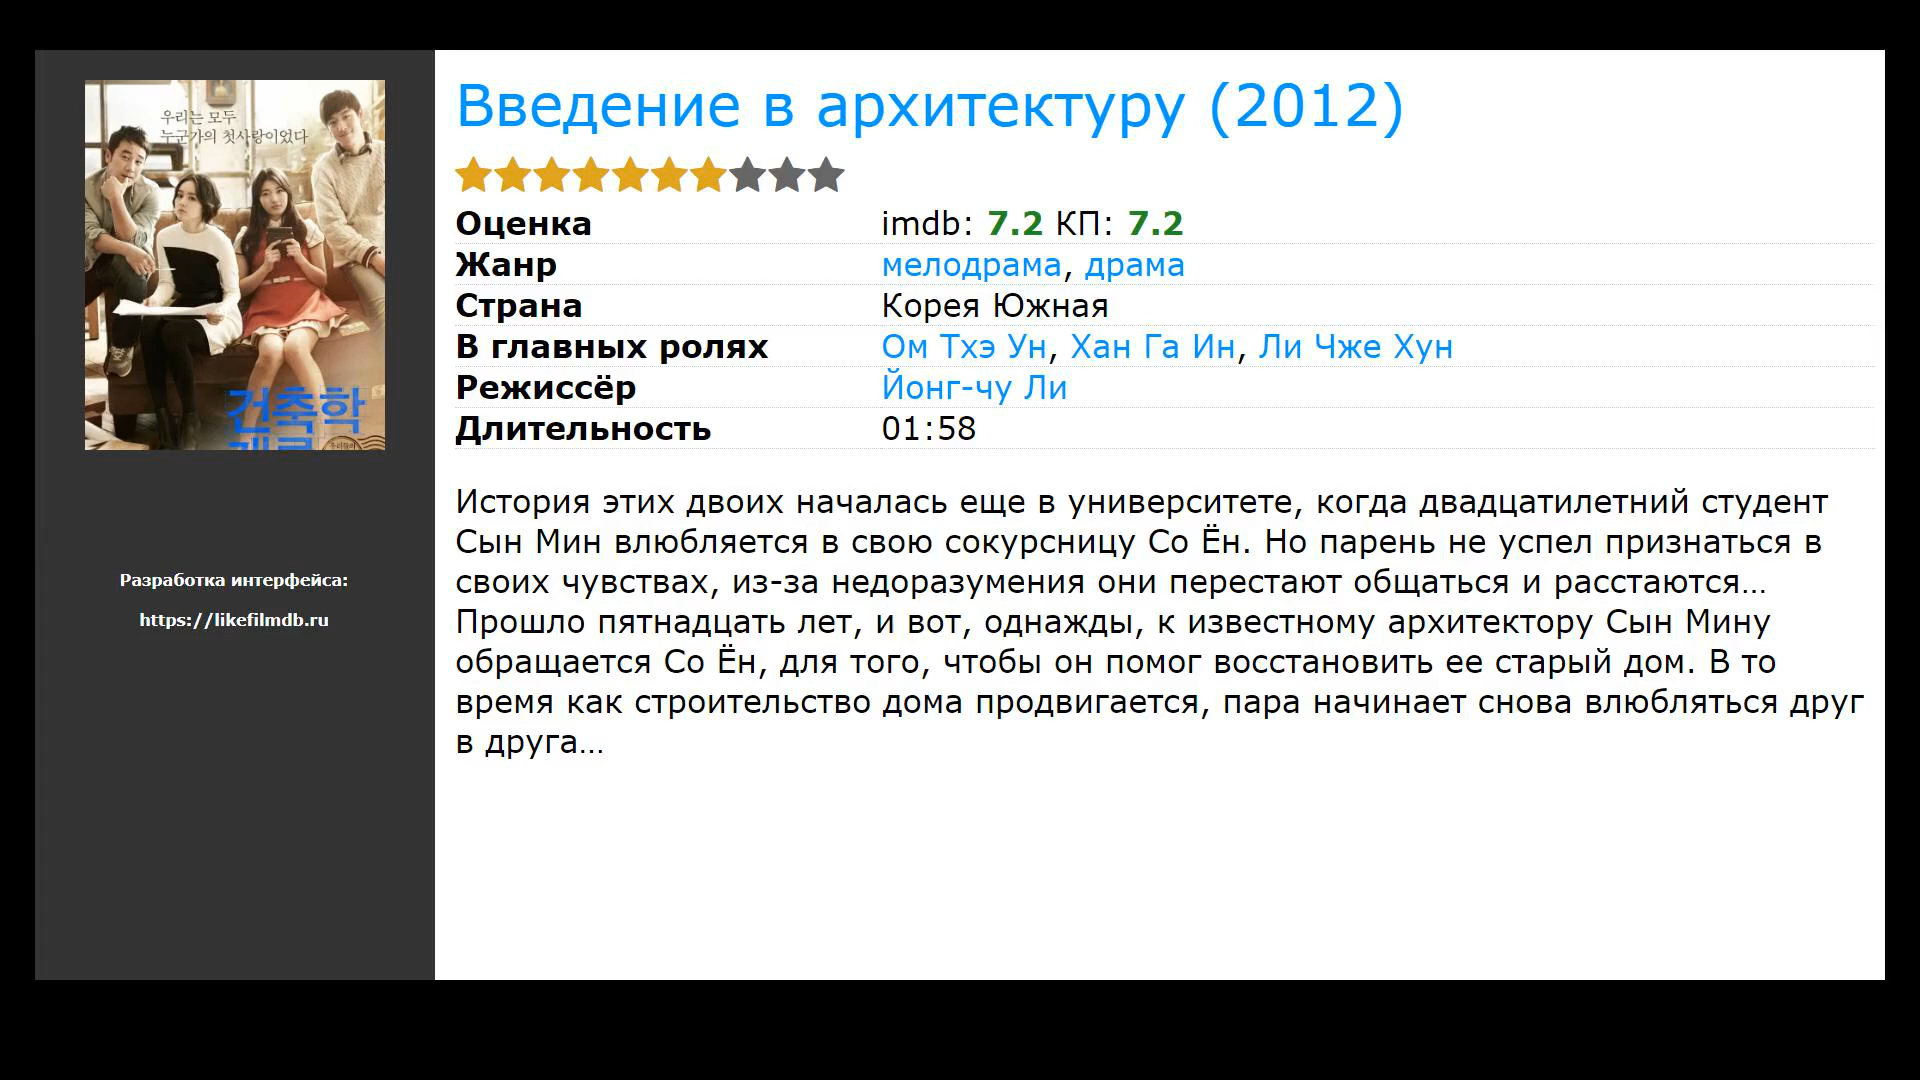 우리는 모두
누군가의 첫사랑이었다
건축학
Разработка интерфейса:
https://likefilmdb.ru
Введение в архитектуру (2012)
Оценка imdb: 7.2 КП: 7.2
Жанр мелодрама, драма
Страна Корея Южная
В главных ролях Ом Тхэ Ун, Хан Га Ин, Ли Чже Хун
Режиссёр Йонг-чу Ли
Длительность 01:58
История этих двоих началась еще в университете, когда двадцатилетний студент
Сын Мин влюбляется в свою сокурсницу Со Ён. Но парень не успел признаться в
своих чувствах, из-за недоразумения они перестают общаться и расстаются…
Прошло пятнадцать лет, и вот, однажды, к известному архитектору Сын Мину
обращается Со Ён, для того, чтобы он помог восстановить ее старый дом. В то
время как строительство дома продвигается, пара начинает снова влюбляться друг
в друга…